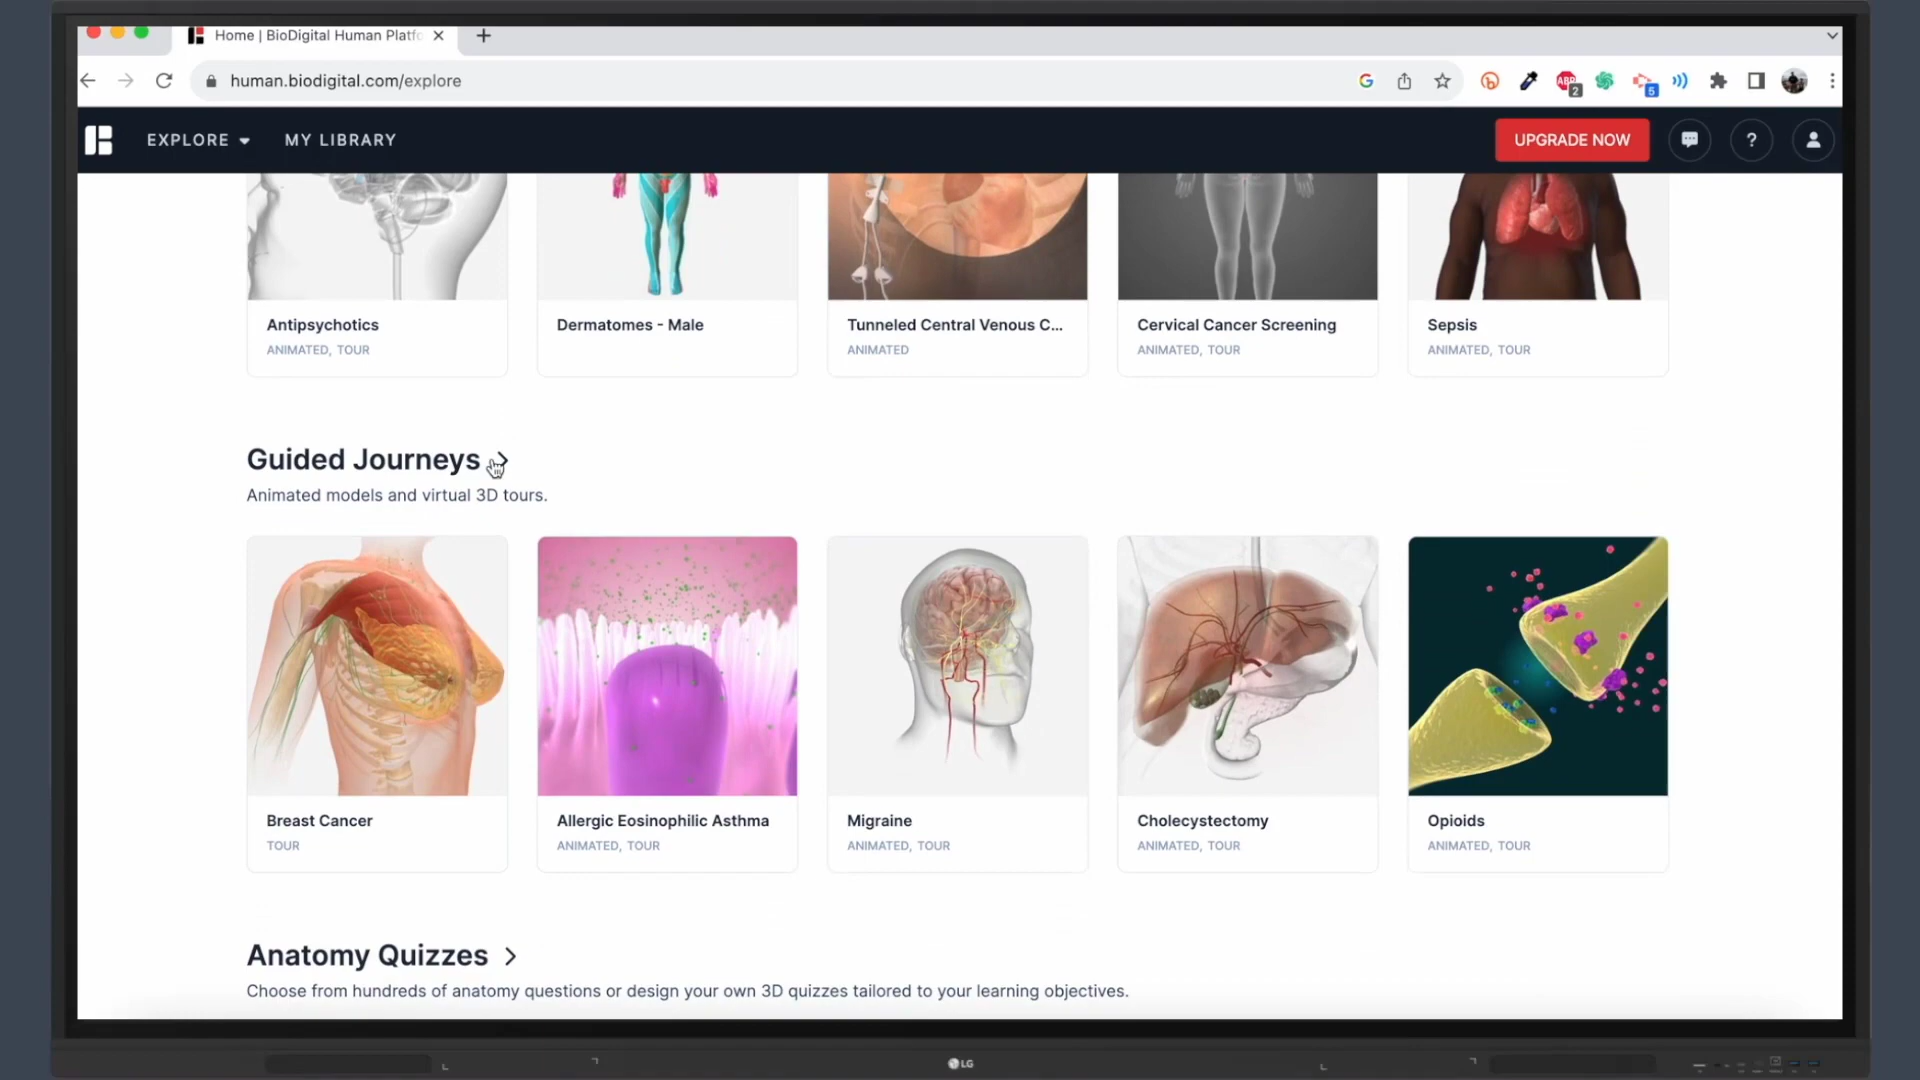 Home | BioDigital Human Platfo
human.biodigital.com/explore
ABP
2
5
EXPLORE
MY LIBRARY
UPGRADE NOW
?
Antipsychotics
ANIMATED, TOUR
Dermatomes - Male
Tunneled Central Venous C...
ANIMATED
Cervical Cancer Screening
ANIMATED, TOUR
Sepsis
ANIMATED, TOUR
Guided Journeys
Animated models and virtual 3D tours.
Breast Cancer
TOUR
Allergic Eosinophilic Asthma
ANIMATED, TOUR
Migraine
ANIMATED, TOUR
Cholecystectomy
ANIMATED, TOUR
Opioids
ANIMATED, TOUR
Anatomy Quizzes
Choose from hundreds of anatomy questions or design your own 3D quizzes tailored to your learning objectives.
LG